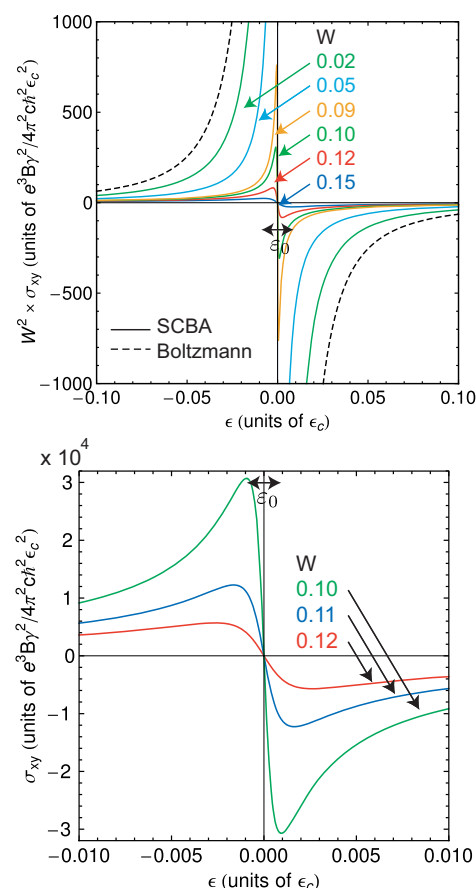 1000
500
0
−500
−1000
W² × σxy (units of e³Bγ²/4π²cħ²ϵc²)
W
0.02
0.05
0.09
0.10
0.12
0.15
ε₀
SCBA
Boltzmann
−0.10 −0.05 0.00 0.05 0.10
ϵ (units of ϵc)
x 10⁴
3
2
1
0
−1
−2
−3
σxy (units of e³Bγ²/4π²cħ²ϵc²)
ε₀
W
0.10
0.11
0.12
−0.010 −0.005 0.000 0.005 0.010
ϵ (units of ϵc)